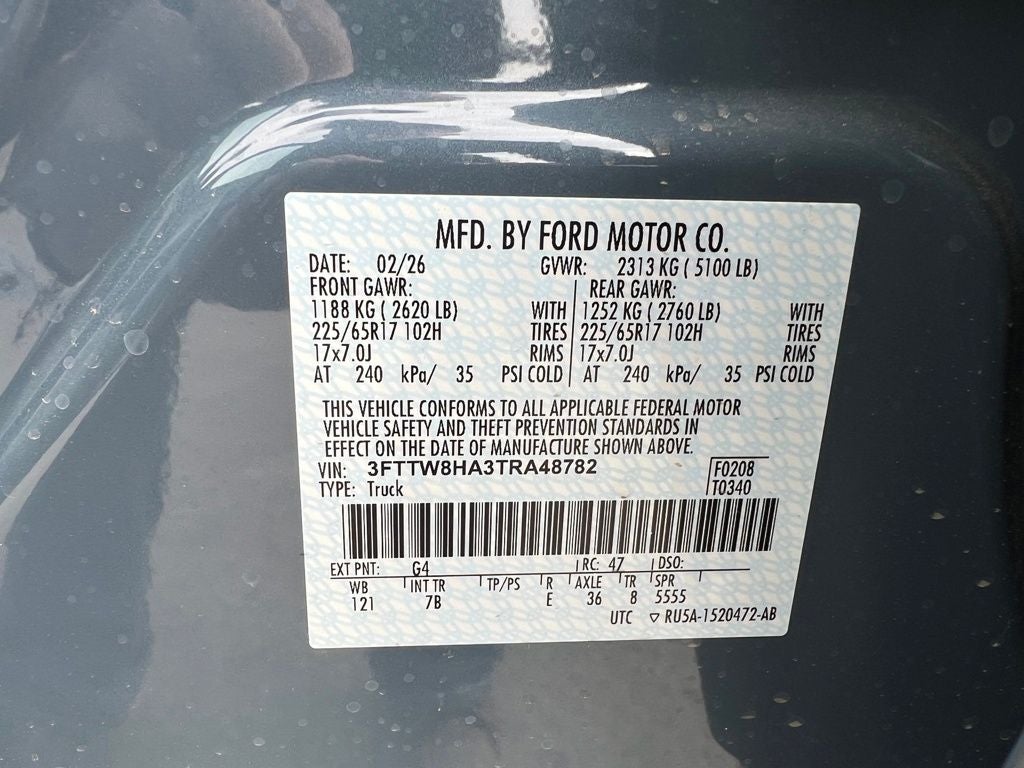 MFD. BY FORD MOTOR CO.
DATE: 02/26 GVWR: 2313 KG ( 5100 LB)
FRONT GAWR: REAR GAWR:
1188 KG ( 2620 LB) WITH 1252 KG ( 2760 LB) WITH
225/65R17 102H TIRES 225/65R17 102H TIRES
17x7.0J RIMS 17x7.0J RIMS
AT 240 kPa/ 35 PSI COLD AT 240 kPa/ 35 PSI COLD
THIS VEHICLE CONFORMS TO ALL APPLICABLE FEDERAL MOTOR
VEHICLE SAFETY AND THEFT PREVENTION STANDARDS IN
EFFECT ON THE DATE OF MANUFACTURE SHOWN ABOVE.
VIN: 3FTTW8HA3TRA48782 F0208
TYPE: Truck T0340
EXT PNT: G4 RC: 47 DSO:
WB INT TR TP/PS R AXLE TR SPR
121 7B E 36 8 5555
UTC ▽ RU5A-1520472-AB